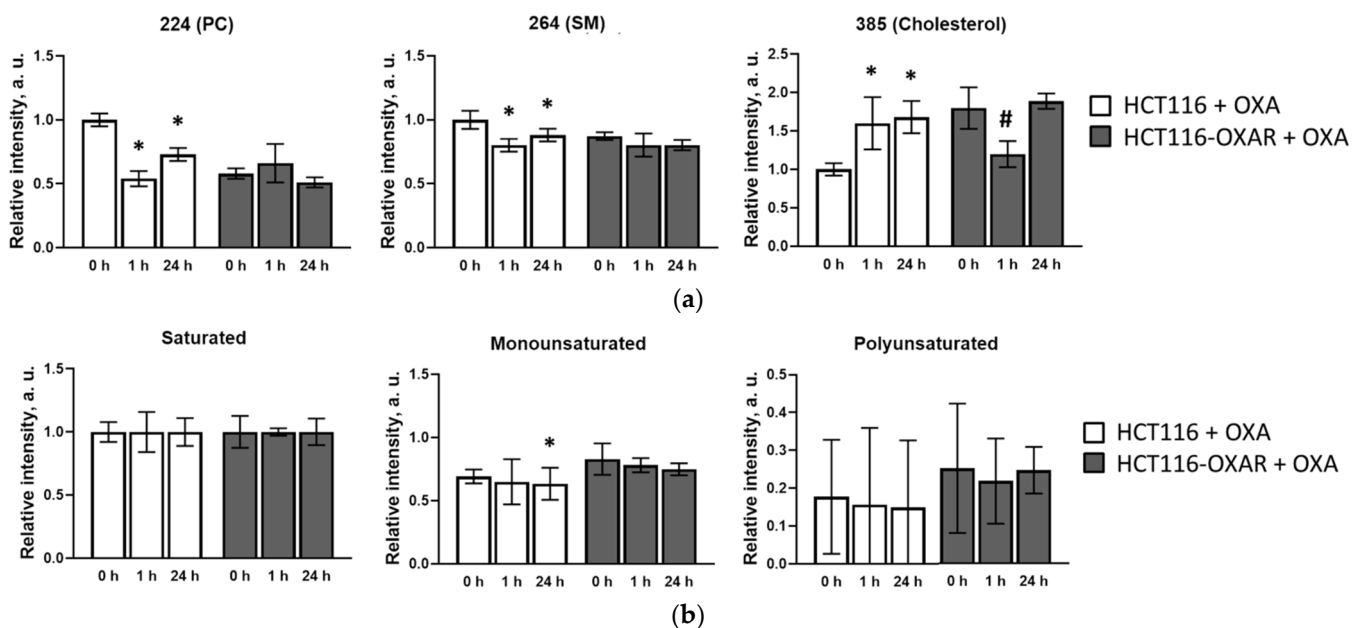 224 (PC)
264 (SM)
385 (Cholesterol)
Relative intensity, a. u.
1.5
1.0
0.5
0.0
*
*
0 h 1 h 24 h 0 h 1 h 24 h
Relative intensity, a. u.
1.5
1.0
0.5
0.0
*
*
0 h 1 h 24 h 0 h 1 h 24 h
Relative intensity, a. u.
2.5
2.0
1.5
1.0
0.5
0.0
*
*
#
0 h 1 h 24 h 0 h 1 h 24 h
HCT116 + OXA
HCT116-OXAR + OXA
(a)
Saturated
Monounsaturated
Polyunsaturated
Relative intensity, a. u.
1.5
1.0
0.5
0.0
0 h 1 h 24 h 0 h 1 h 24 h
Relative intensity, a. u.
1.5
1.0
0.5
0.0
*
0 h 1 h 24 h 0 h 1 h 24 h
Relative intensity, a. u.
0.5
0.4
0.3
0.2
0.1
0.0
0 h 1 h 24 h 0 h 1 h 24 h
HCT116 + OXA
HCT116-OXAR + OXA
(b)